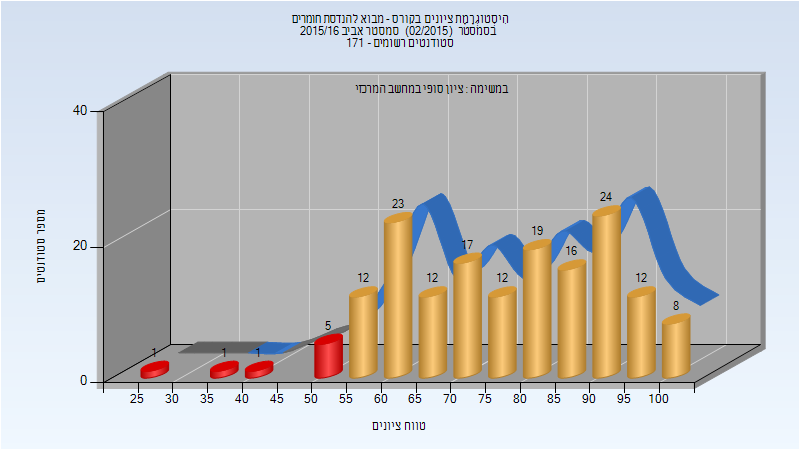 היסטוגרמת ציונים בקורס - מבוא להנדסת חומרים
בסמסטר (02/2015) סמסטר אביב 2015/16
סטודנטים רשומים - 171
במשימה : ציון סופי במחשב המרכזי
מספר סטודנטים
40
20
0
1
1
1
5
12
23
12
17
12
19
16
24
12
8
25 30 35 40 45 50 55 60 65 70 75 80 85 90 95 100
טווח ציונים